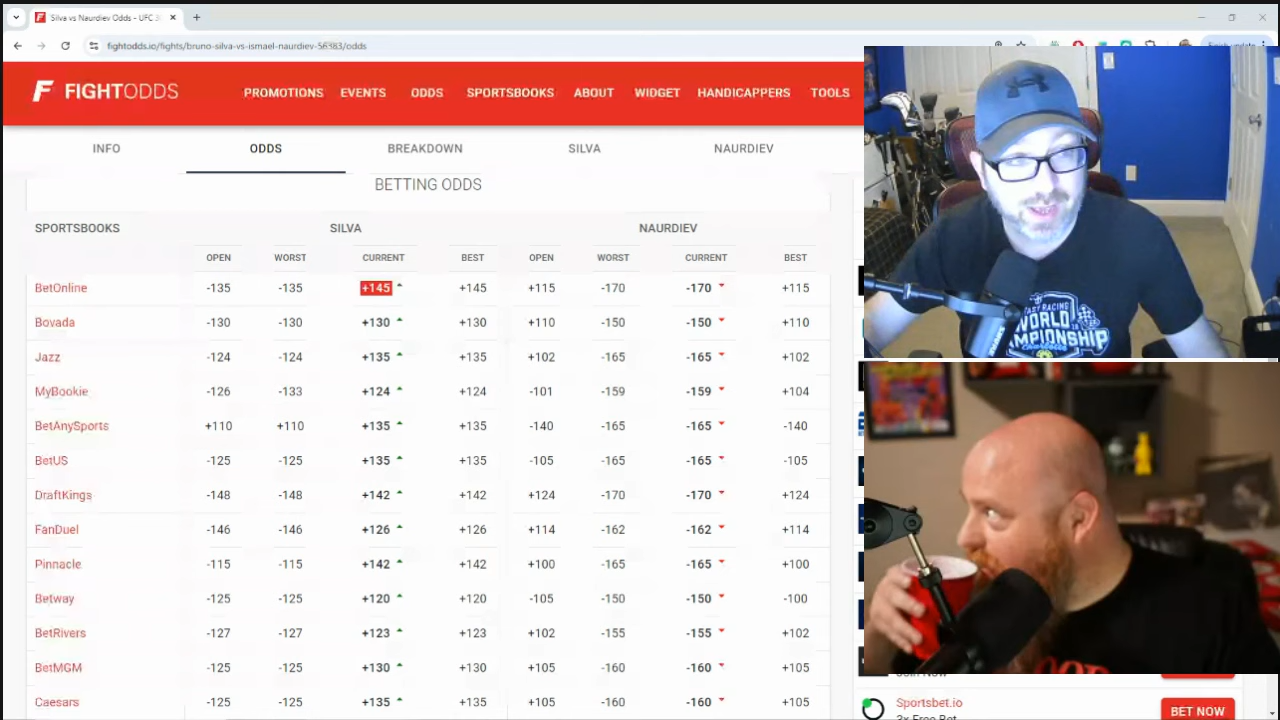 Silva vs Naurdiev Odds - UFC 3
fightodds.io/fights/bruno-silva-vs-ismael-naurdiev-56383/odds
FIGHTODDS PROMOTIONS EVENTS ODDS SPORTSBOOKS ABOUT WIDGET HANDICAPPERS TOOLS
INFO ODDS BREAKDOWN SILVA NAURDIEV
BETTING ODDS
SPORTSBOOKS SILVA NAURDIEV
OPEN WORST CURRENT BEST OPEN WORST CURRENT BEST
BetOnline -135 -135 +145 +145 +115 -170 -170 +115
Bovada -130 -130 +130 +130 +110 -150 -150 +110
Jazz -124 -124 +135 +135 +102 -165 -165 +102
MyBookie -126 -133 +124 +124 -101 -159 -159 +104
BetAnySports +110 +110 +135 +135 -140 -165 -165 -140
BetUS -125 -125 +135 +135 -105 -165 -165 -105
DraftKings -148 -148 +142 +142 +124 -170 -170 +124
FanDuel -146 -146 +126 +126 +114 -162 -162 +114
Pinnacle -115 -115 +142 +142 +100 -165 -165 +100
Betway -125 -125 +120 +120 -105 -150 -150 -100
BetRivers -127 -127 +123 +123 +102 -155 -155 +102
BetMGM -125 -125 +130 +130 +105 -160 -160 +105
Caesars -125 -125 +135 +135 +105 -160 -160 +105
WORLD
CHAMPIONSHIP
Sportsbet.io
BET NOW